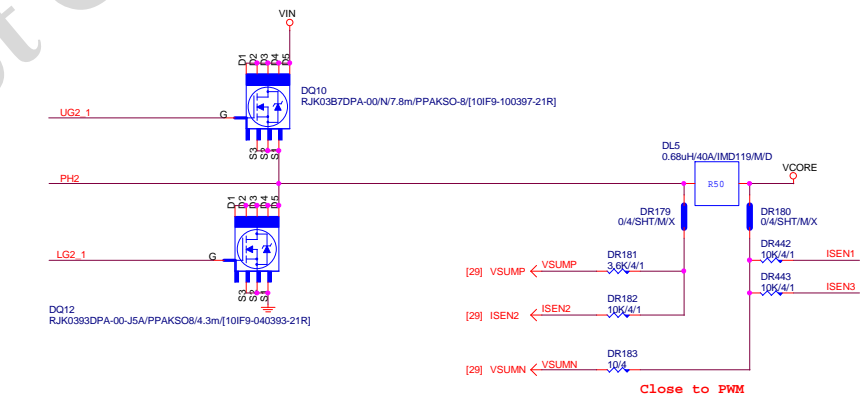 VIN
D1 D2 D3 D4 D5
DQ10
RJK03B7DPA-00/N/7.8m/PPAKSO-8/[10IF9-100397-21R]
UG2_1
G
S3 S2 S1
DL5
0.68uH/40A/IMD119/M/D
VCORE
R50
PH2
D1 D2 D3 D4 D5
DR179
0/4/SHT/M/X
DR180
0/4/SHT/M/X
LG2_1
G
S3 S2 S1
DR442
10K/4/1
ISEN1
DR181
3.6K/4/1
[29] VSUMP
VSUMP
DR443
10K/4/1
ISEN3
DQ12
RJK0393DPA-00-J5A/PPAKSO8/4.3m/[10IF9-040393-21R]
DR182
10K/4/1
[29] ISEN2
ISEN2
DR183
10/4
[29] VSUMN
VSUMN
Close to PWM